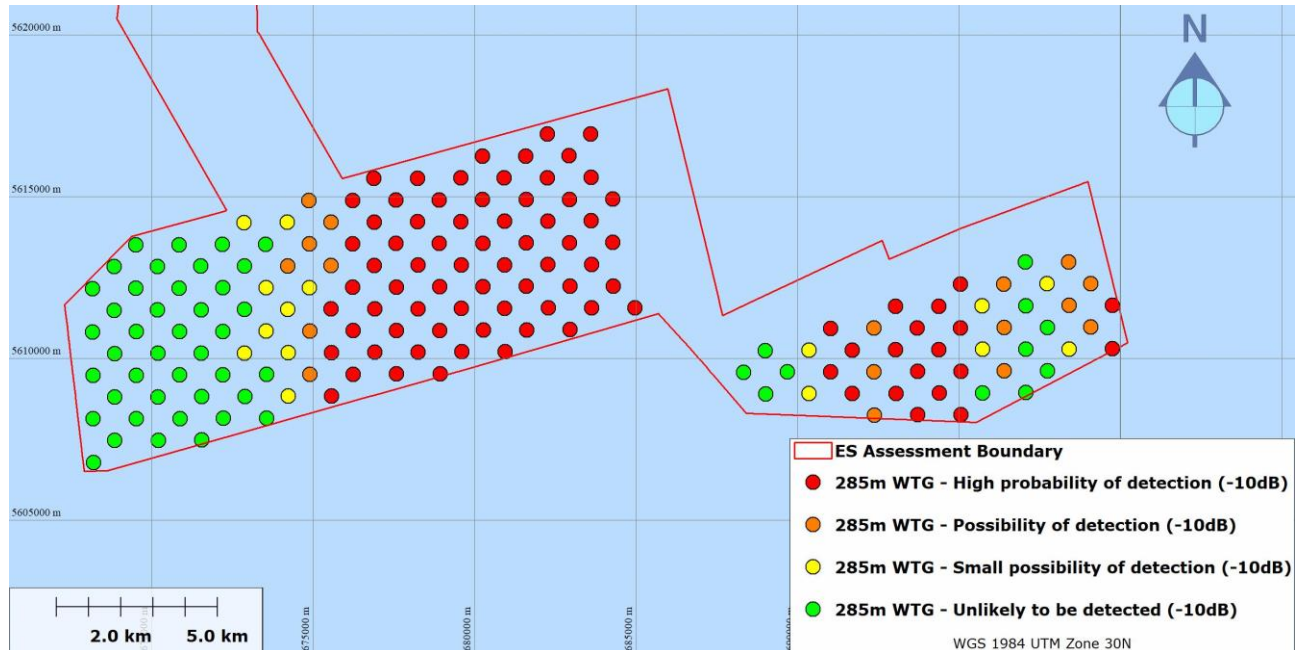 5620000 m
N
5615000 m
5610000 m
5605000 m
675000 m
680000 m
685000 m
ES Assessment Boundary
285m WTG - High probability of detection (-10dB)
285m WTG - Possibility of detection (-10dB)
285m WTG - Small possibility of detection (-10dB)
285m WTG - Unlikely to be detected (-10dB)
2.0 km 5.0 km
WGS 1984 UTM Zone 30N